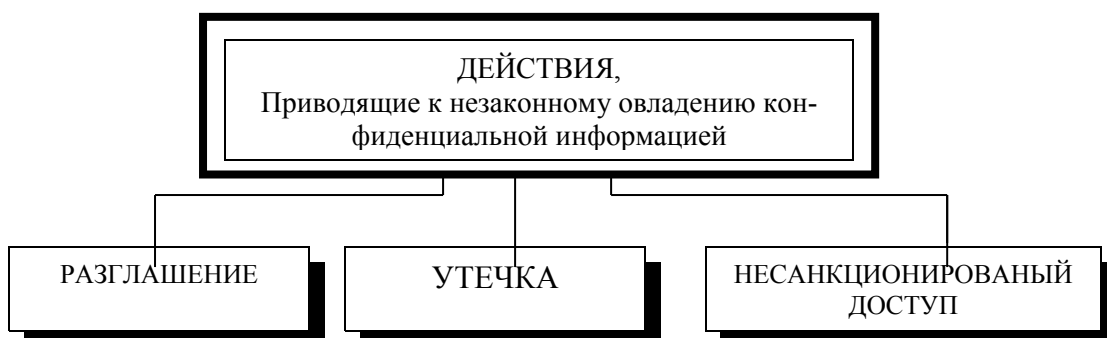 ДЕЙСТВИЯ,
Приводящие к незаконному овладению кон-
фиденциальной информацией
РАЗГЛАШЕНИЕ
УТЕЧКА
НЕСАНКЦИОНИРОВАНЫЙ
ДОСТУП